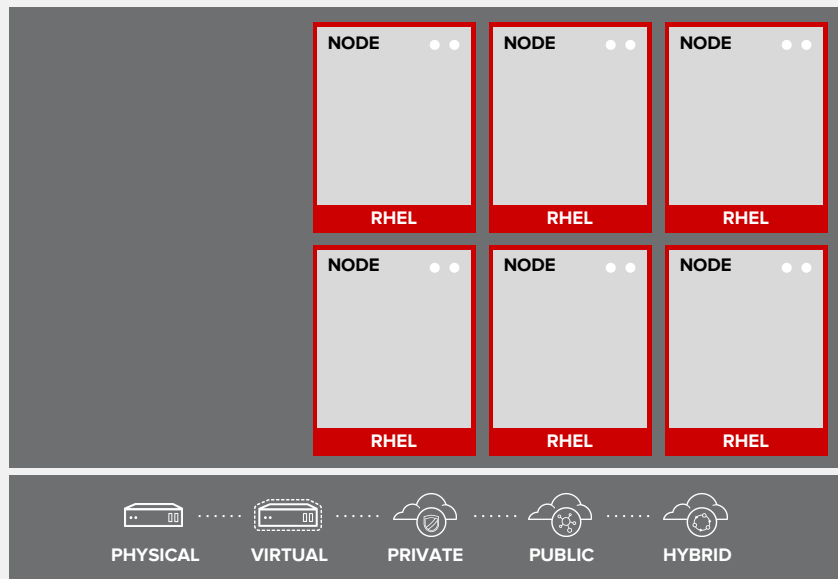 NODE NODE NODE
RHEL RHEL RHEL
NODE NODE NODE
RHEL RHEL RHEL
PHYSICAL VIRTUAL PRIVATE PUBLIC HYBRID